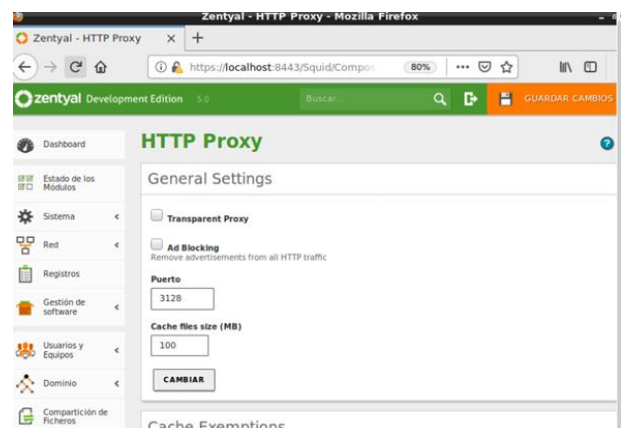 Zentyal - HTTP Proxy - Mozilla Firefox
Zentyal - HTTP Proxy
https://localhost:8443/Squid/Compos
80%
zentyal Development Edition 5.0
Buscar...
GUARDAR CAMBIOS
Dashboard
Estado de los
Módulos
Sistema
Red
Registros
Gestión de
software
Usuarios y
Equipos
Dominio
Compartición de
Ficheros
HTTP Proxy
General Settings
Transparent Proxy
Ad Blocking
Remove advertisements from all HTTP traffic
Puerto
3128
Cache files size (MB)
100
CAMBIAR
Cache Exemptions